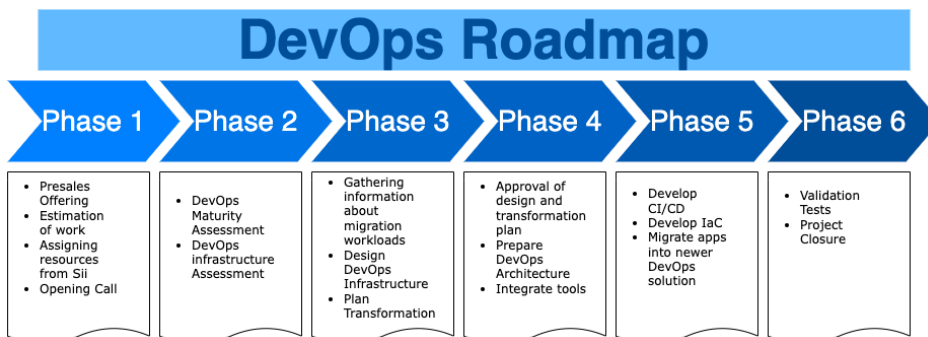 DevOps Roadmap
Phase 1
Phase 2
Phase 3
Phase 4
Phase 5
Phase 6
• Presales
Offering
• Estimation
of work
• Assigning
resources
from Sii
• Opening Call
• DevOps
Maturity
Assessment
• DevOps
infrastructure
Assessment
• Gathering
information
about
migration
workloads
• Design
DevOps
Infrastructure
• Plan
Transformation
• Approval of
design and
transformation
plan
• Prepare
DevOps
Architecture
• Integrate tools
• Develop
CI/CD
• Develop IaC
• Migrate apps
into newer
DevOps
solution
• Validation
Tests
• Project
Closure